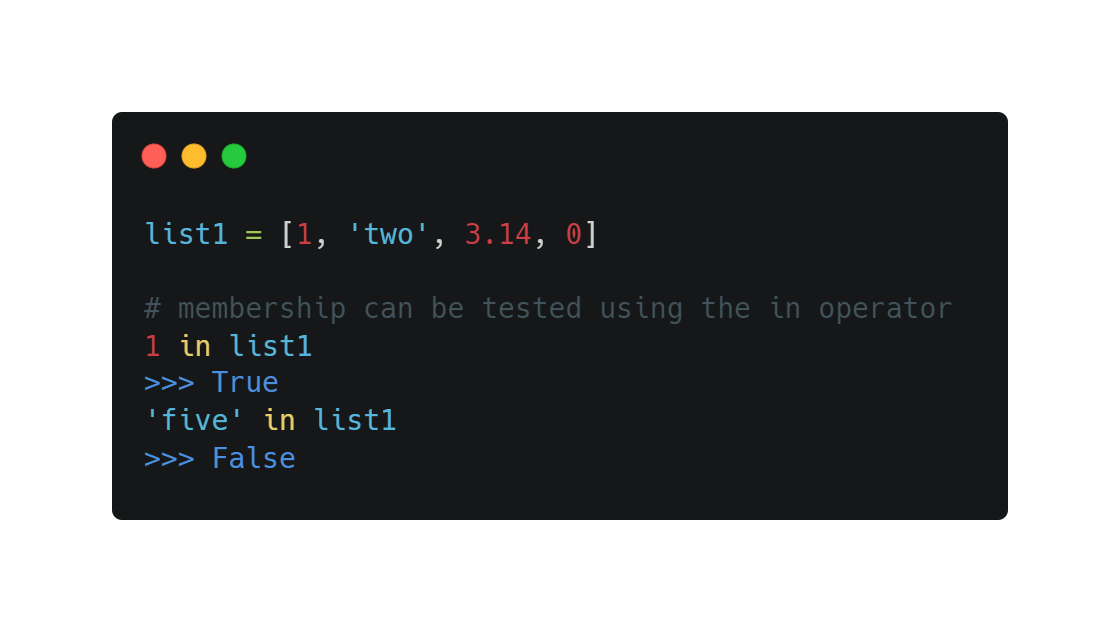 list1 = [1, 'two', 3.14, 0]
# membership can be tested using the in operator
1 in list1
>>> True
'five' in list1
>>> False